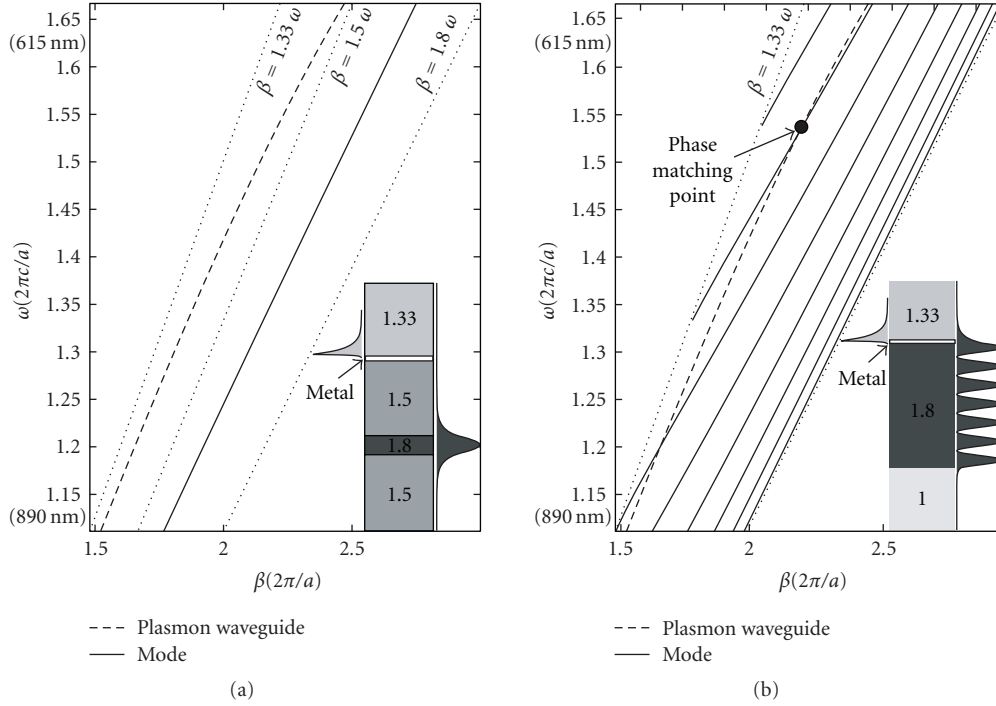 1.65
(615 nm)
1.6
1.55
1.5
1.45
1.4
1.35
1.3
1.25
1.2
1.15
(890 nm)
ω(2πc/a)
1.5
2
2.5
β(2π/a)
β = 1.33 ω
β = 1.5 ω
β = 1.8 ω
1.33
Metal
1.5
1.8
1.5
Plasmon waveguide
Mode
(a)
1.65
(615 nm)
1.6
1.55
1.5
1.45
1.4
1.35
1.3
1.25
1.2
1.15
(890 nm)
ω(2πc/a)
1.5
2
2.5
β(2π/a)
β = 1.33 ω
Phase
matching
point
1.33
Metal
1.8
1
Plasmon waveguide
Mode
(b)